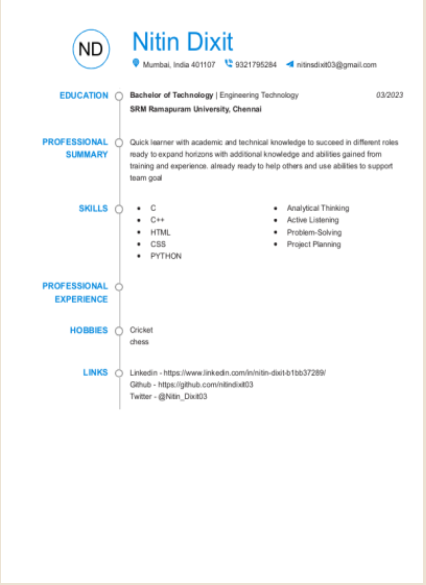 ND
Nitin Dixit
Mumbai, India 401107 9321795284 nitinsdixit03@gmail.com
EDUCATION
Bachelor of Technology | Engineering Technology 03/2023
SRM Ramapuram University, Chennai
PROFESSIONAL SUMMARY
Quick learner with academic and technical knowledge to succeed in different roles
ready to expand horizons with additional knowledge and abilities gained from
training and experience. already ready to help others and use abilities to support
team goal
SKILLS
• C
• C++
• HTML
• CSS
• PYTHON
• Analytical Thinking
• Active Listening
• Problem-Solving
• Project Planning
PROFESSIONAL
EXPERIENCE
HOBBIES
Cricket
chess
LINKS
Linkedin - https://www.linkedin.com/in/nitin-dixit-b1bb37289/
Github - https://github.com/nitindixit03
Twitter - @Nitin_Dixit03